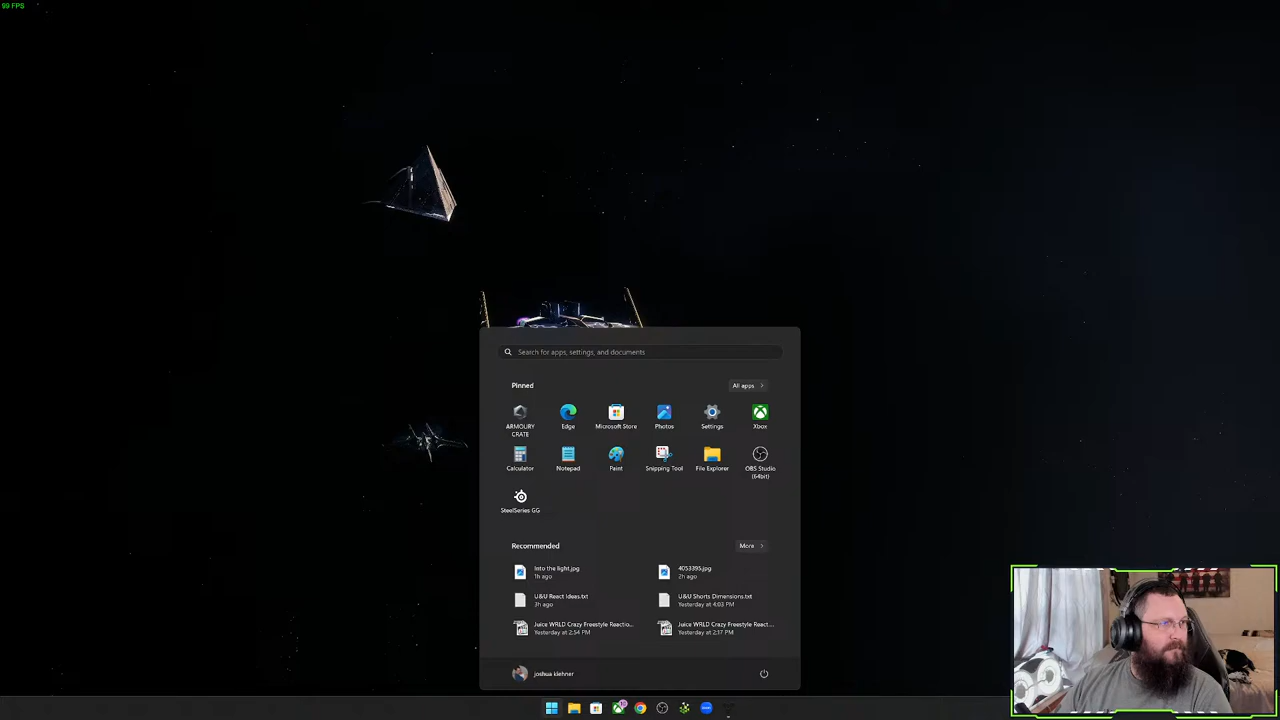 99 FPS
Search for apps, settings, and documents
Pinned
All apps
ARMOURY CRATE
Edge
Microsoft Store
Photos
Settings
Xbox
Calculator
Notepad
Paint
Snipping Tool
File Explorer
OBS Studio (64bit)
SteelSeries GG
Recommended
More
Into the light.jpg
1h ago
4053395.jpg
2h ago
U&U React Ideas.txt
3h ago
U&U Shorts Dimensions.txt
Yesterday at 4:03 PM
Juice WRLD Crazy Freestyle Reactio...
Yesterday at 2:54 PM
Juice WRLD Crazy Freestyle React...
Yesterday at 2:17 PM
joshua klehner